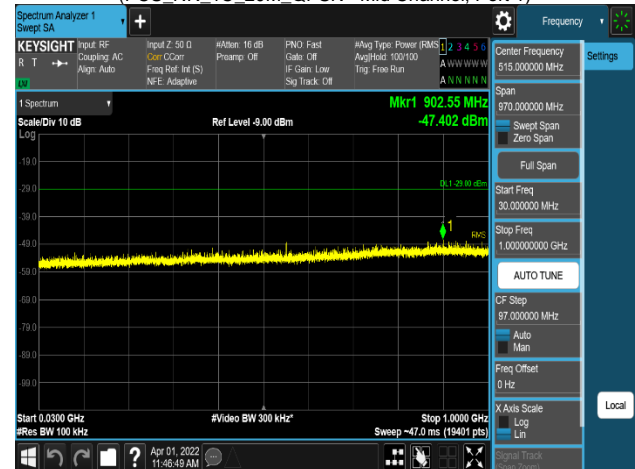 Spectrum Analyzer 1
Swept SA
Frequency
KEYSIGHT
R T
Input: RF
Coupling: AC
Align: Auto
Input Z: 50 Ω
Corr CCorr
Freq Ref: Int (S)
NFE: Adaptive
#Atten: 16 dB
Preamp: Off
PNO: Fast
Gate: Off
IF Gain: Low
Sig Track: Off
#Avg Type: Power (RMS
Avg|Hold: 100/100
Trig: Free Run
1 2 3 4 5 6
A W W W W W
A N N N N N
1 Spectrum
Scale/Div 10 dB
Log
Ref Level -9.00 dBm
Mkr1 902.55 MHz
-47.402 dBm
-19.0
DL1 -29.00 dBm
-29.0
-39.0
1
RMS
-49.0
-59.0
-69.0
-79.0
-89.0
-99.0
Start 0.0300 GHz
#Res BW 100 kHz
#Video BW 300 kHz*
Stop 1.0000 GHz
Sweep ~47.0 ms (19401 pts)
Center Frequency
515.000000 MHz
Settings
Span
970.000000 MHz
Swept Span
Zero Span
Full Span
Start Freq
30.000000 MHz
Stop Freq
1.000000000 GHz
AUTO TUNE
CF Step
97.000000 MHz
Auto
Man
Freq Offset
0 Hz
X Axis Scale
Log
Lin
Local
Signal Track
(Span Zoom)
Apr 01, 2022
11:46:49 AM